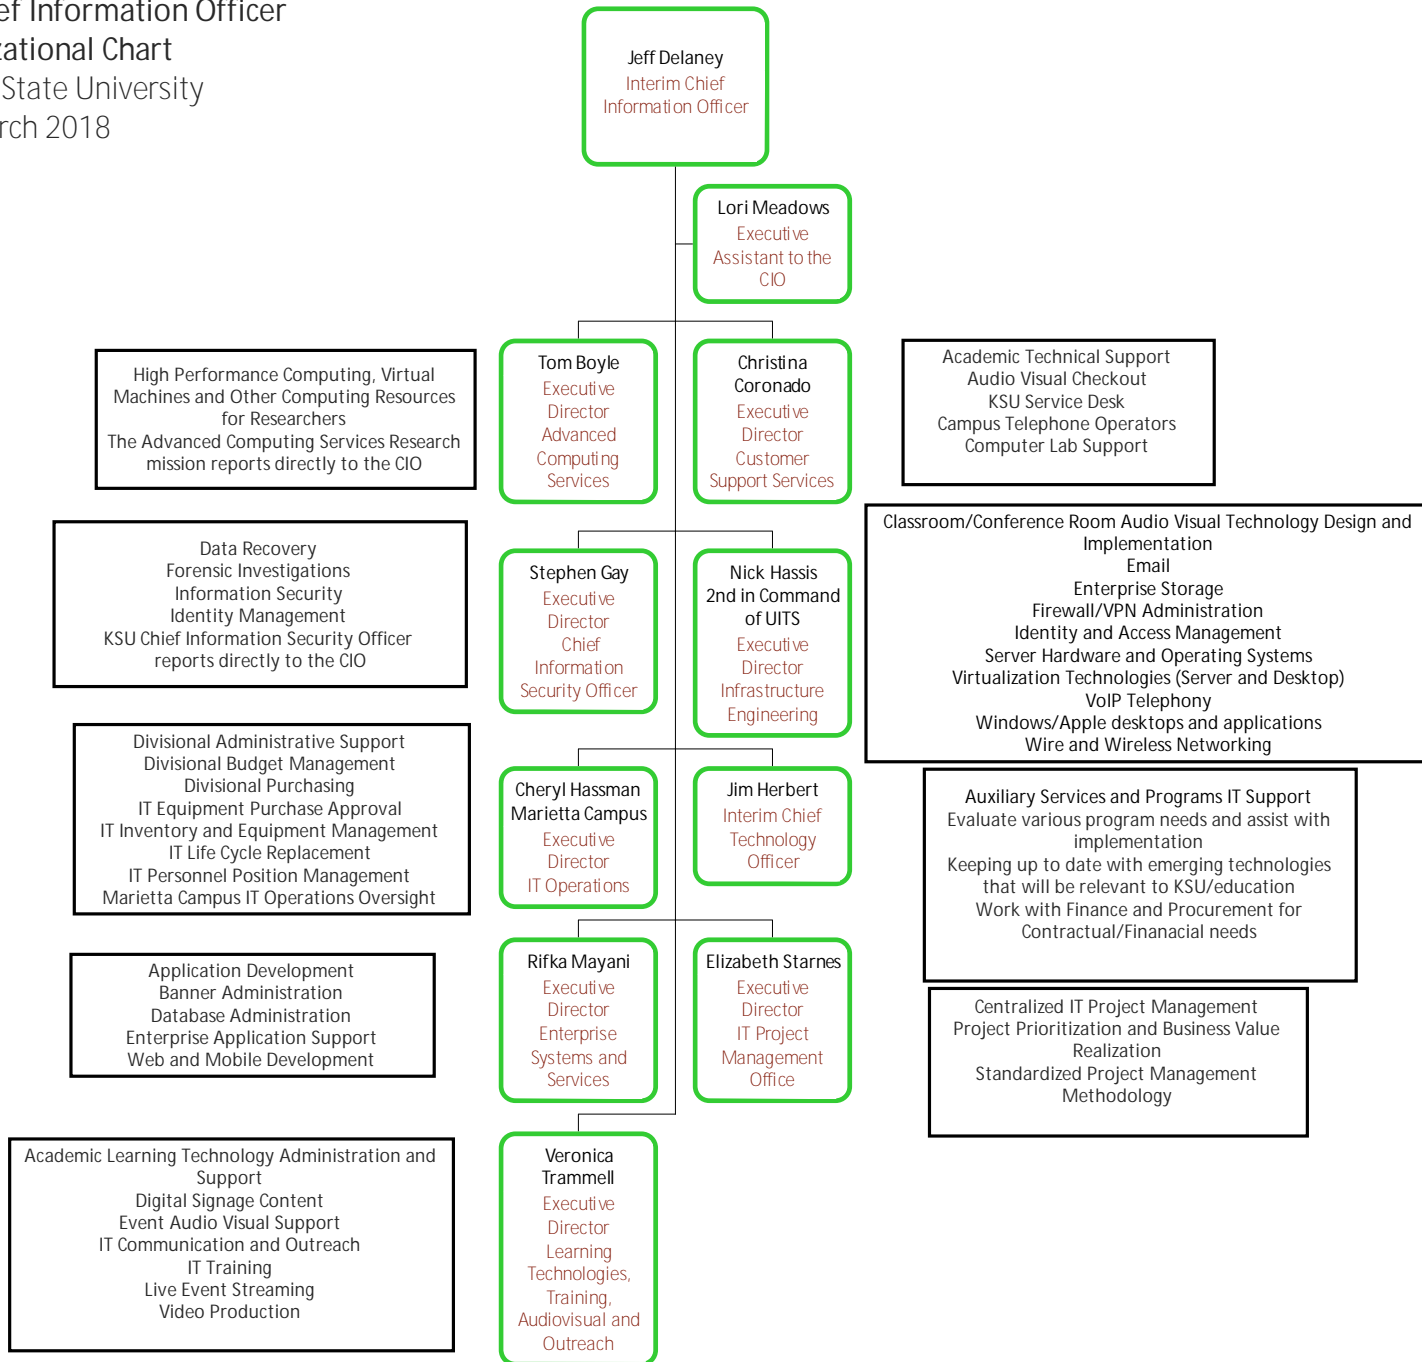 ef Information Officer
zational Chart
State University
rch 2018
Jeff Delaney
Interim Chief
Information Officer
Lori Meadows
Executive
Assistant to the
CIO
High Performance Computing, Virtual
Machines and Other Computing Resources
for Researchers
The Advanced Computing Services Research
mission reports directly to the CIO
Tom Boyle
Executive
Director
Advanced
Computing
Services
Christina
Coronado
Executive
Director
Customer
Support Services
Academic Technical Support
Audio Visual Checkout
KSU Service Desk
Campus Telephone Operators
Computer Lab Support
Data Recovery
Forensic Investigations
Information Security
Identity Management
KSU Chief Information Security Officer
reports directly to the CIO
Stephen Gay
Executive
Director
Chief
Information
Security Officer
Nick Hassis
2nd in Command
of UITS
Executive
Director
Infrastructure
Engineering
Classroom/Conference Room Audio Visual Technology Design and
Implementation
Email
Enterprise Storage
Firewall/VPN Administration
Identity and Access Management
Server Hardware and Operating Systems
Virtualization Technologies (Server and Desktop)
VoIP Telephony
Windows/Apple desktops and applications
Wire and Wireless Networking
Divisional Administrative Support
Divisional Budget Management
Divisional Purchasing
IT Equipment Purchase Approval
IT Inventory and Equipment Management
IT Life Cycle Replacement
IT Personnel Position Management
Marietta Campus IT Operations Oversight
Cheryl Hassman
Marietta Campus
Executive
Director
IT Operations
Jim Herbert
Interim Chief
Technology
Officer
Auxiliary Services and Programs IT Support
Evaluate various program needs and assist with
implementation
Keeping up to date with emerging technologies
that will be relevant to KSU/education
Work with Finance and Procurement for
Contractual/Finanacial needs
Application Development
Banner Administration
Database Administration
Enterprise Application Support
Web and Mobile Development
Rifka Mayani
Executive
Director
Enterprise
Systems and
Services
Elizabeth Starnes
Executive
Director
IT Project
Management
Office
Centralized IT Project Management
Project Prioritization and Business Value
Realization
Standardized Project Management
Methodology
Academic Learning Technology Administration and
Support
Digital Signage Content
Event Audio Visual Support
IT Communication and Outreach
IT Training
Live Event Streaming
Video Production
Veronica
Trammell
Executive
Director
Learning
Technologies,
Training,
Audiovisual and
Outreach